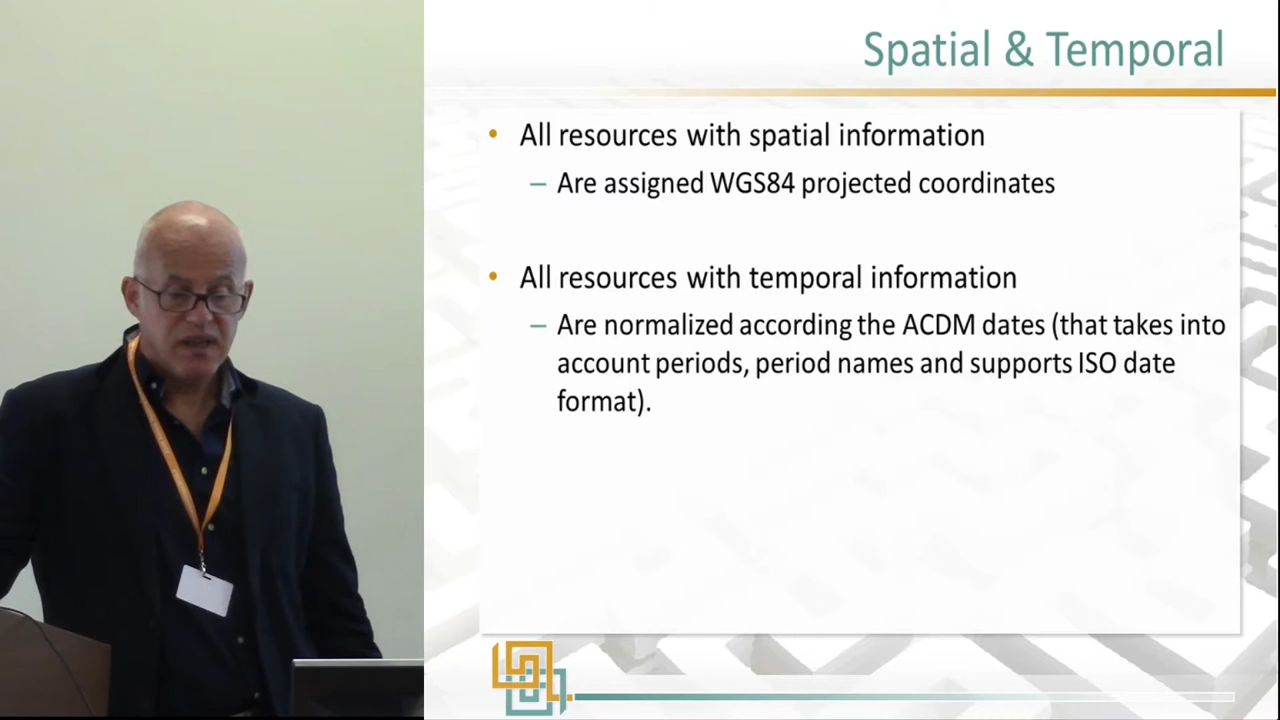 Spatial & Temporal
• All resources with spatial information
– Are assigned WGS84 projected coordinates
• All resources with temporal information
– Are normalized according the ACDM dates (that takes into
account periods, period names and supports ISO date
format).